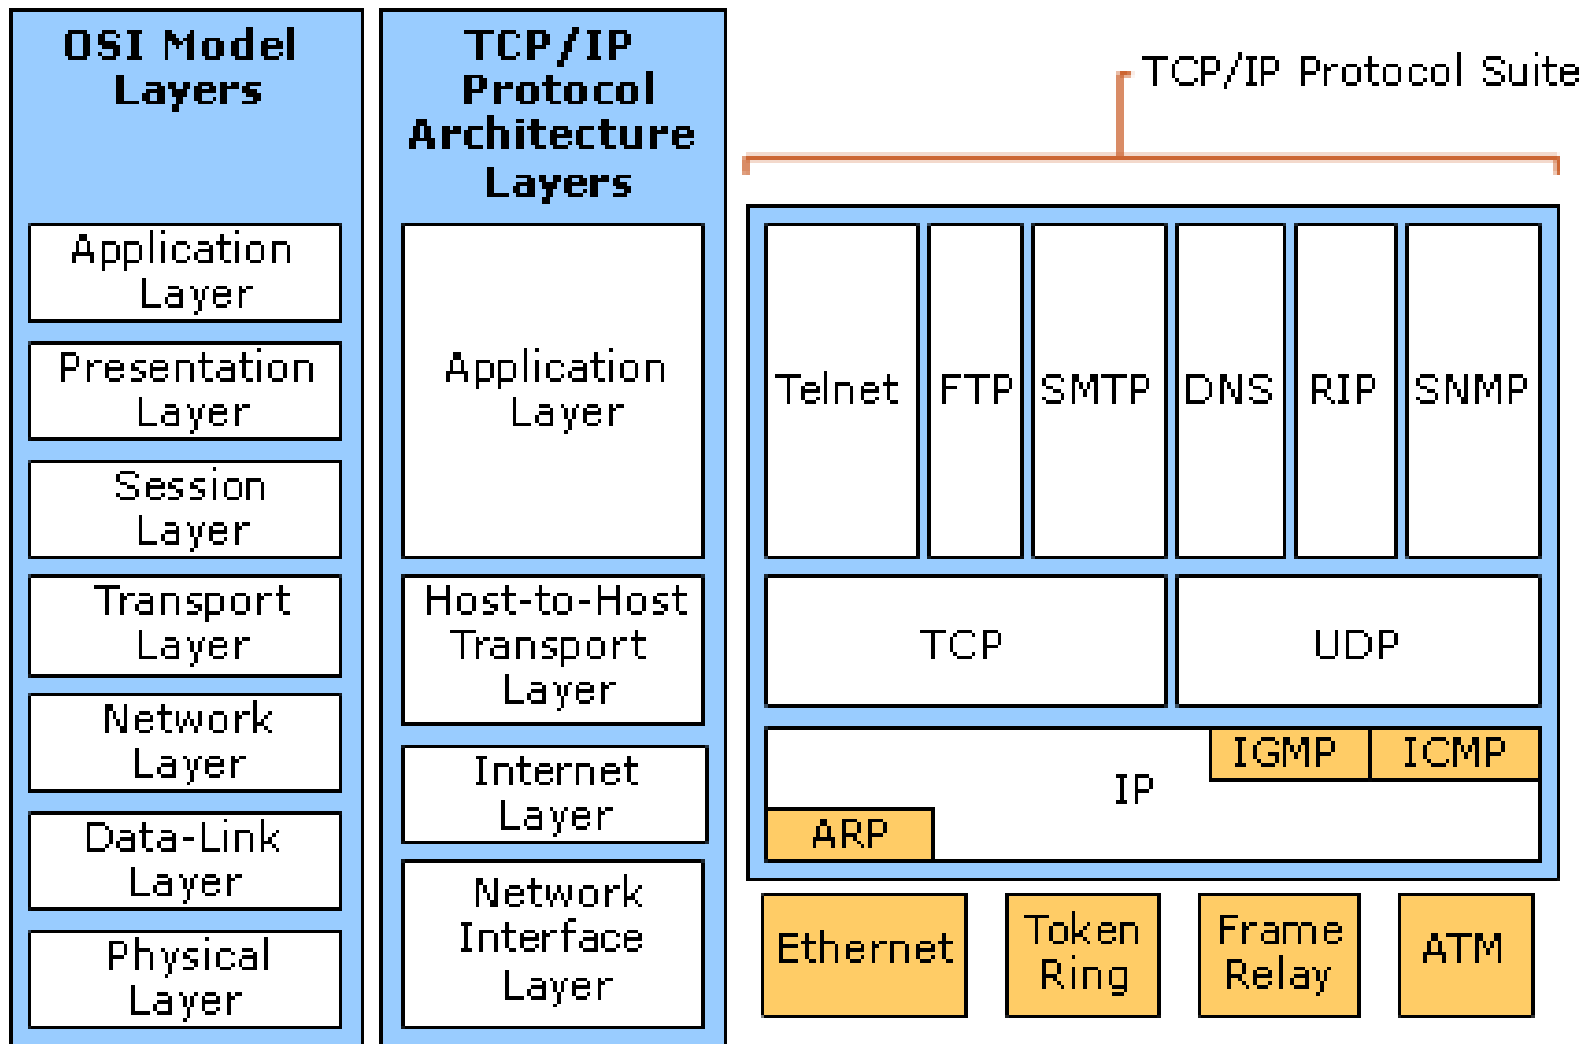 OSI Model
Layers
Application
Layer
Presentation
Layer
Session
Layer
Transport
Layer
Network
Layer
Data-Link
Layer
Physical
Layer
TCP/IP
Protocol
Architecture
Layers
Application
Layer
Host-to-Host
Transport
Layer
Internet
Layer
Network
Interface
Layer
TCP/IP Protocol Suite
Telnet
FTP
SMTP
DNS
RIP
SNMP
TCP
UDP
IGMP
ICMP
IP
ARP
Ethernet
Token
Ring
Frame
Relay
ATM